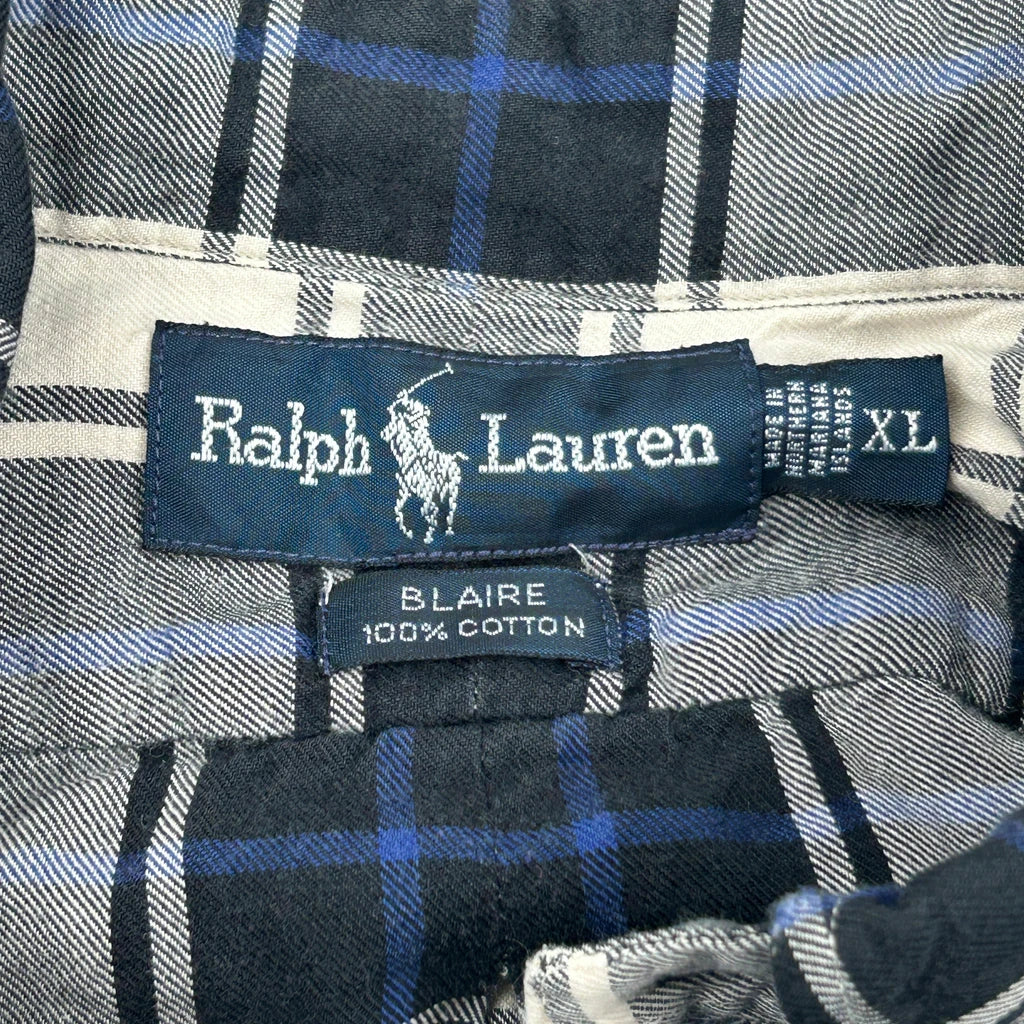 Ralph Lauren
MADE IN
NORTHERN
MARIANA
ISLANDS
XL
BLAIRE
100% COTTON